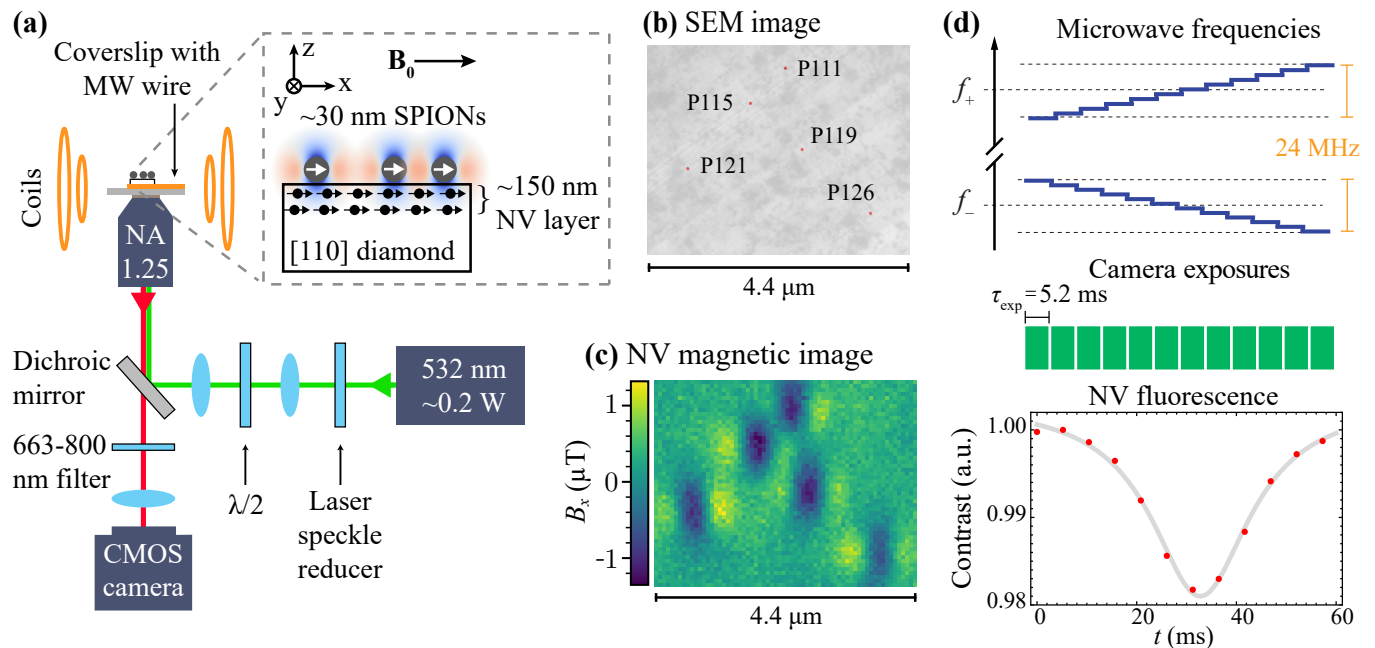 (a)
Coverslip with
MW wire
Coils
NA
1.25
z
x
y
B₀
~30 nm SPIONs
~150 nm
NV layer
[110] diamond
Dichroic
mirror
532 nm
~0.2 W
663-800
nm filter
λ/2
Laser
speckle
reducer
CMOS
camera
(b) SEM image
P111
P115
P119
P121
P126
4.4 μm
(c) NV magnetic image
Bₓ (μT)
1
0
-1
4.4 μm
(d)
Microwave frequencies
f₊
24 MHz
f₋
Camera exposures
τexp = 5.2 ms
NV fluorescence
Contrast (a.u.)
1.00
0.99
0.98
0
20
40
60
t (ms)